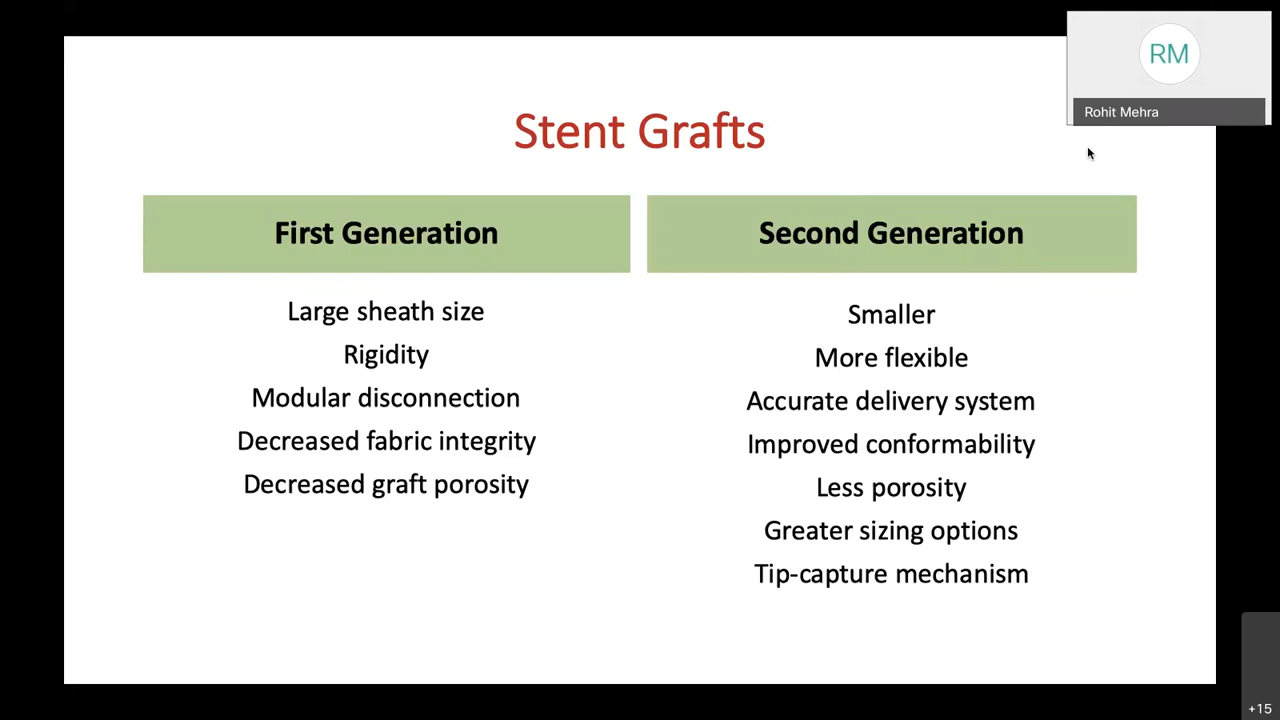 RM
Rohit Mehra
Stent Grafts
First Generation
Large sheath size
Rigidity
Modular disconnection
Decreased fabric integrity
Decreased graft porosity
Second Generation
Smaller
More flexible
Accurate delivery system
Improved conformability
Less porosity
Greater sizing options
Tip-capture mechanism
+15